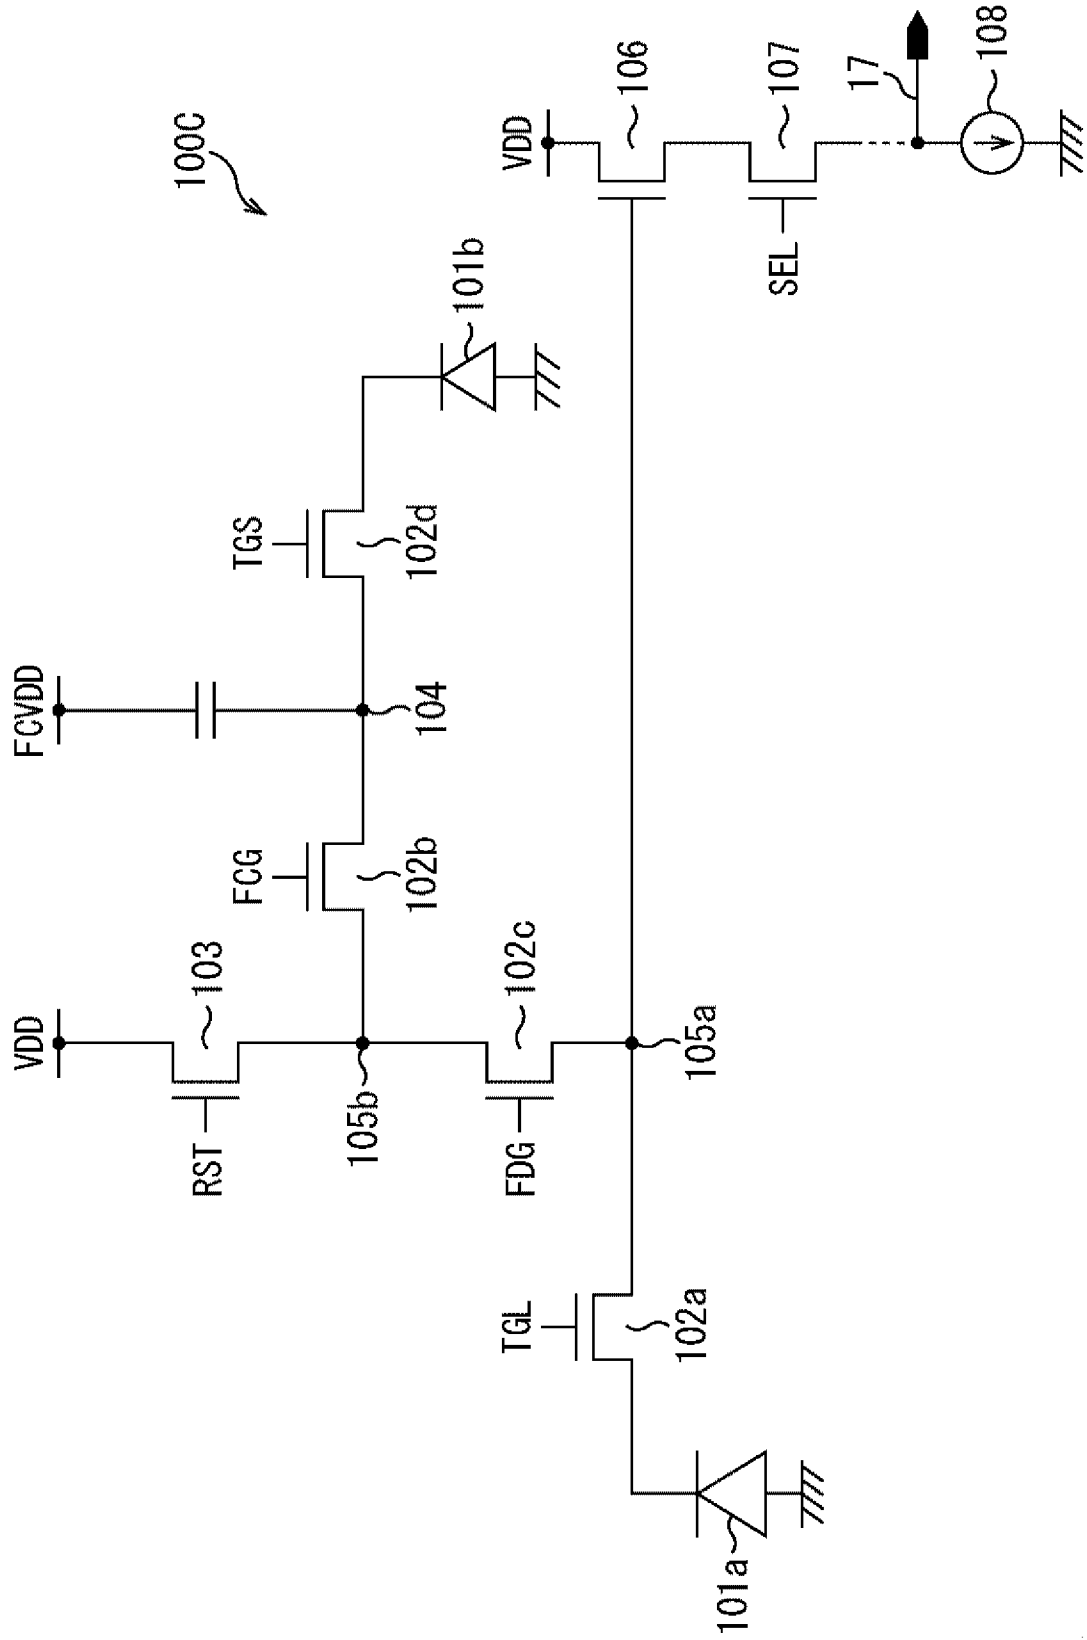 100C
VDD
RST
103
105b
FCG
102b
FCVDD
104
TGS
102d
101b
FDG
102c
105a
TGL
102a
101a
VDD
106
SEL
107
17
108